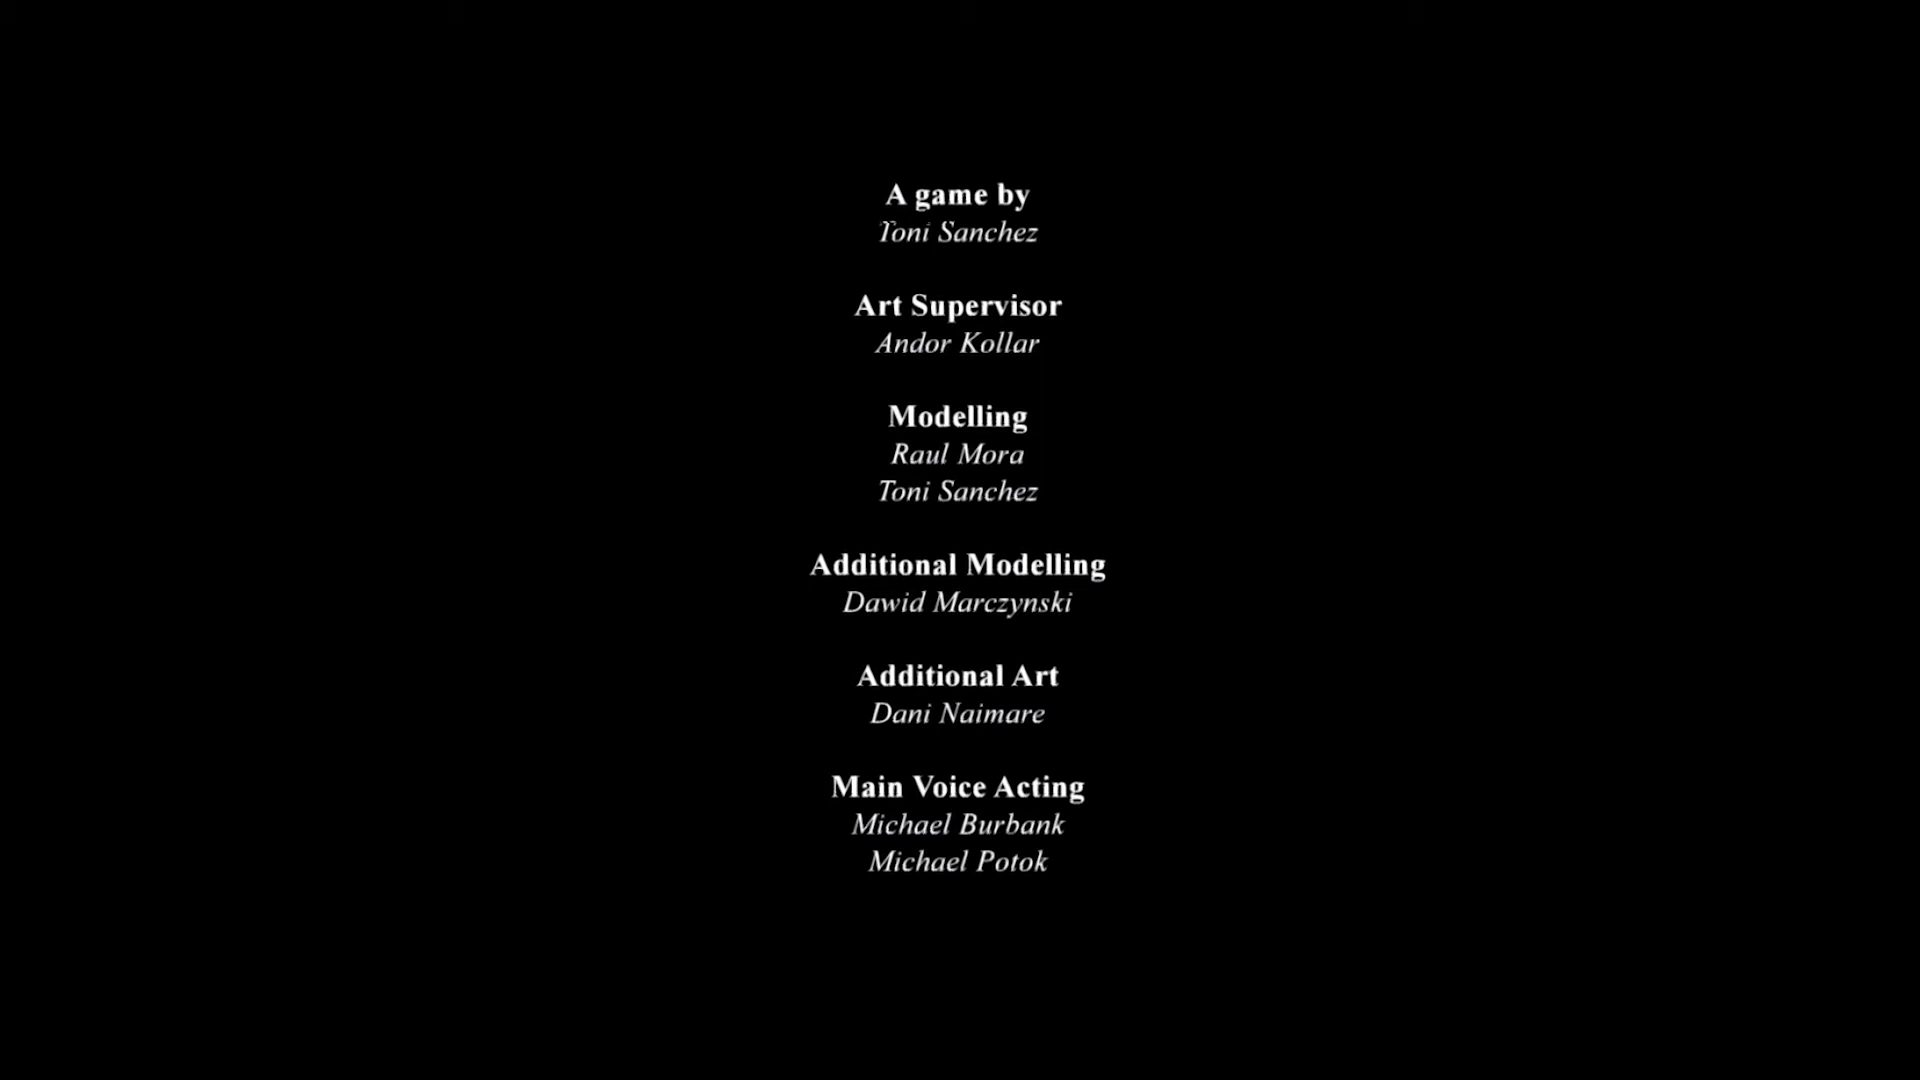 A game by
Toni Sanchez
Art Supervisor
Andor Kollar
Modelling
Raul Mora
Toni Sanchez
Additional Modelling
Dawid Marczynski
Additional Art
Dani Naimare
Main Voice Acting
Michael Burbank
Michael Potok